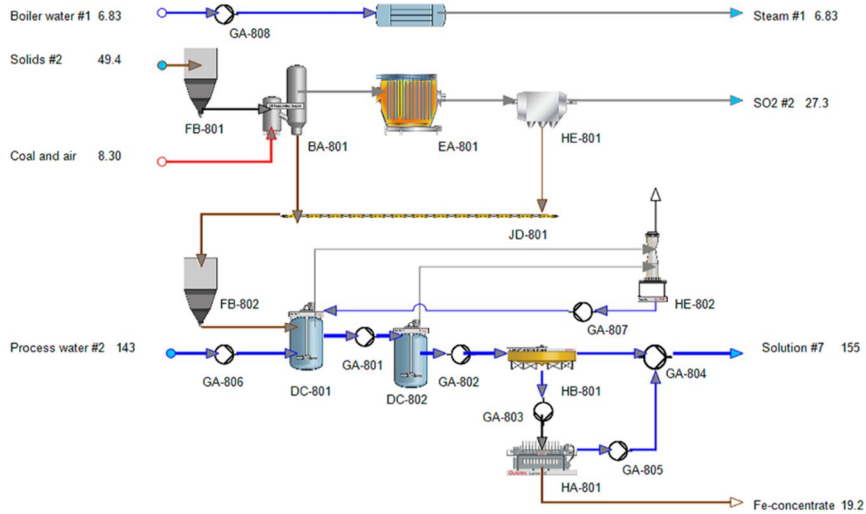 Boiler water #1 6.83
GA-808
Steam #1 6.83
Solids #2 49.4
FB-801
BA-801
EA-801
HE-801
SO2 #2 27.3
Coal and air 8.30
JD-801
FB-802
HE-802
GA-807
Process water #2 143
GA-806
DC-801
GA-801
DC-802
GA-802
HB-801
GA-804
Solution #7 155
GA-803
GA-805
HA-801
Fe-concentrate 19.2